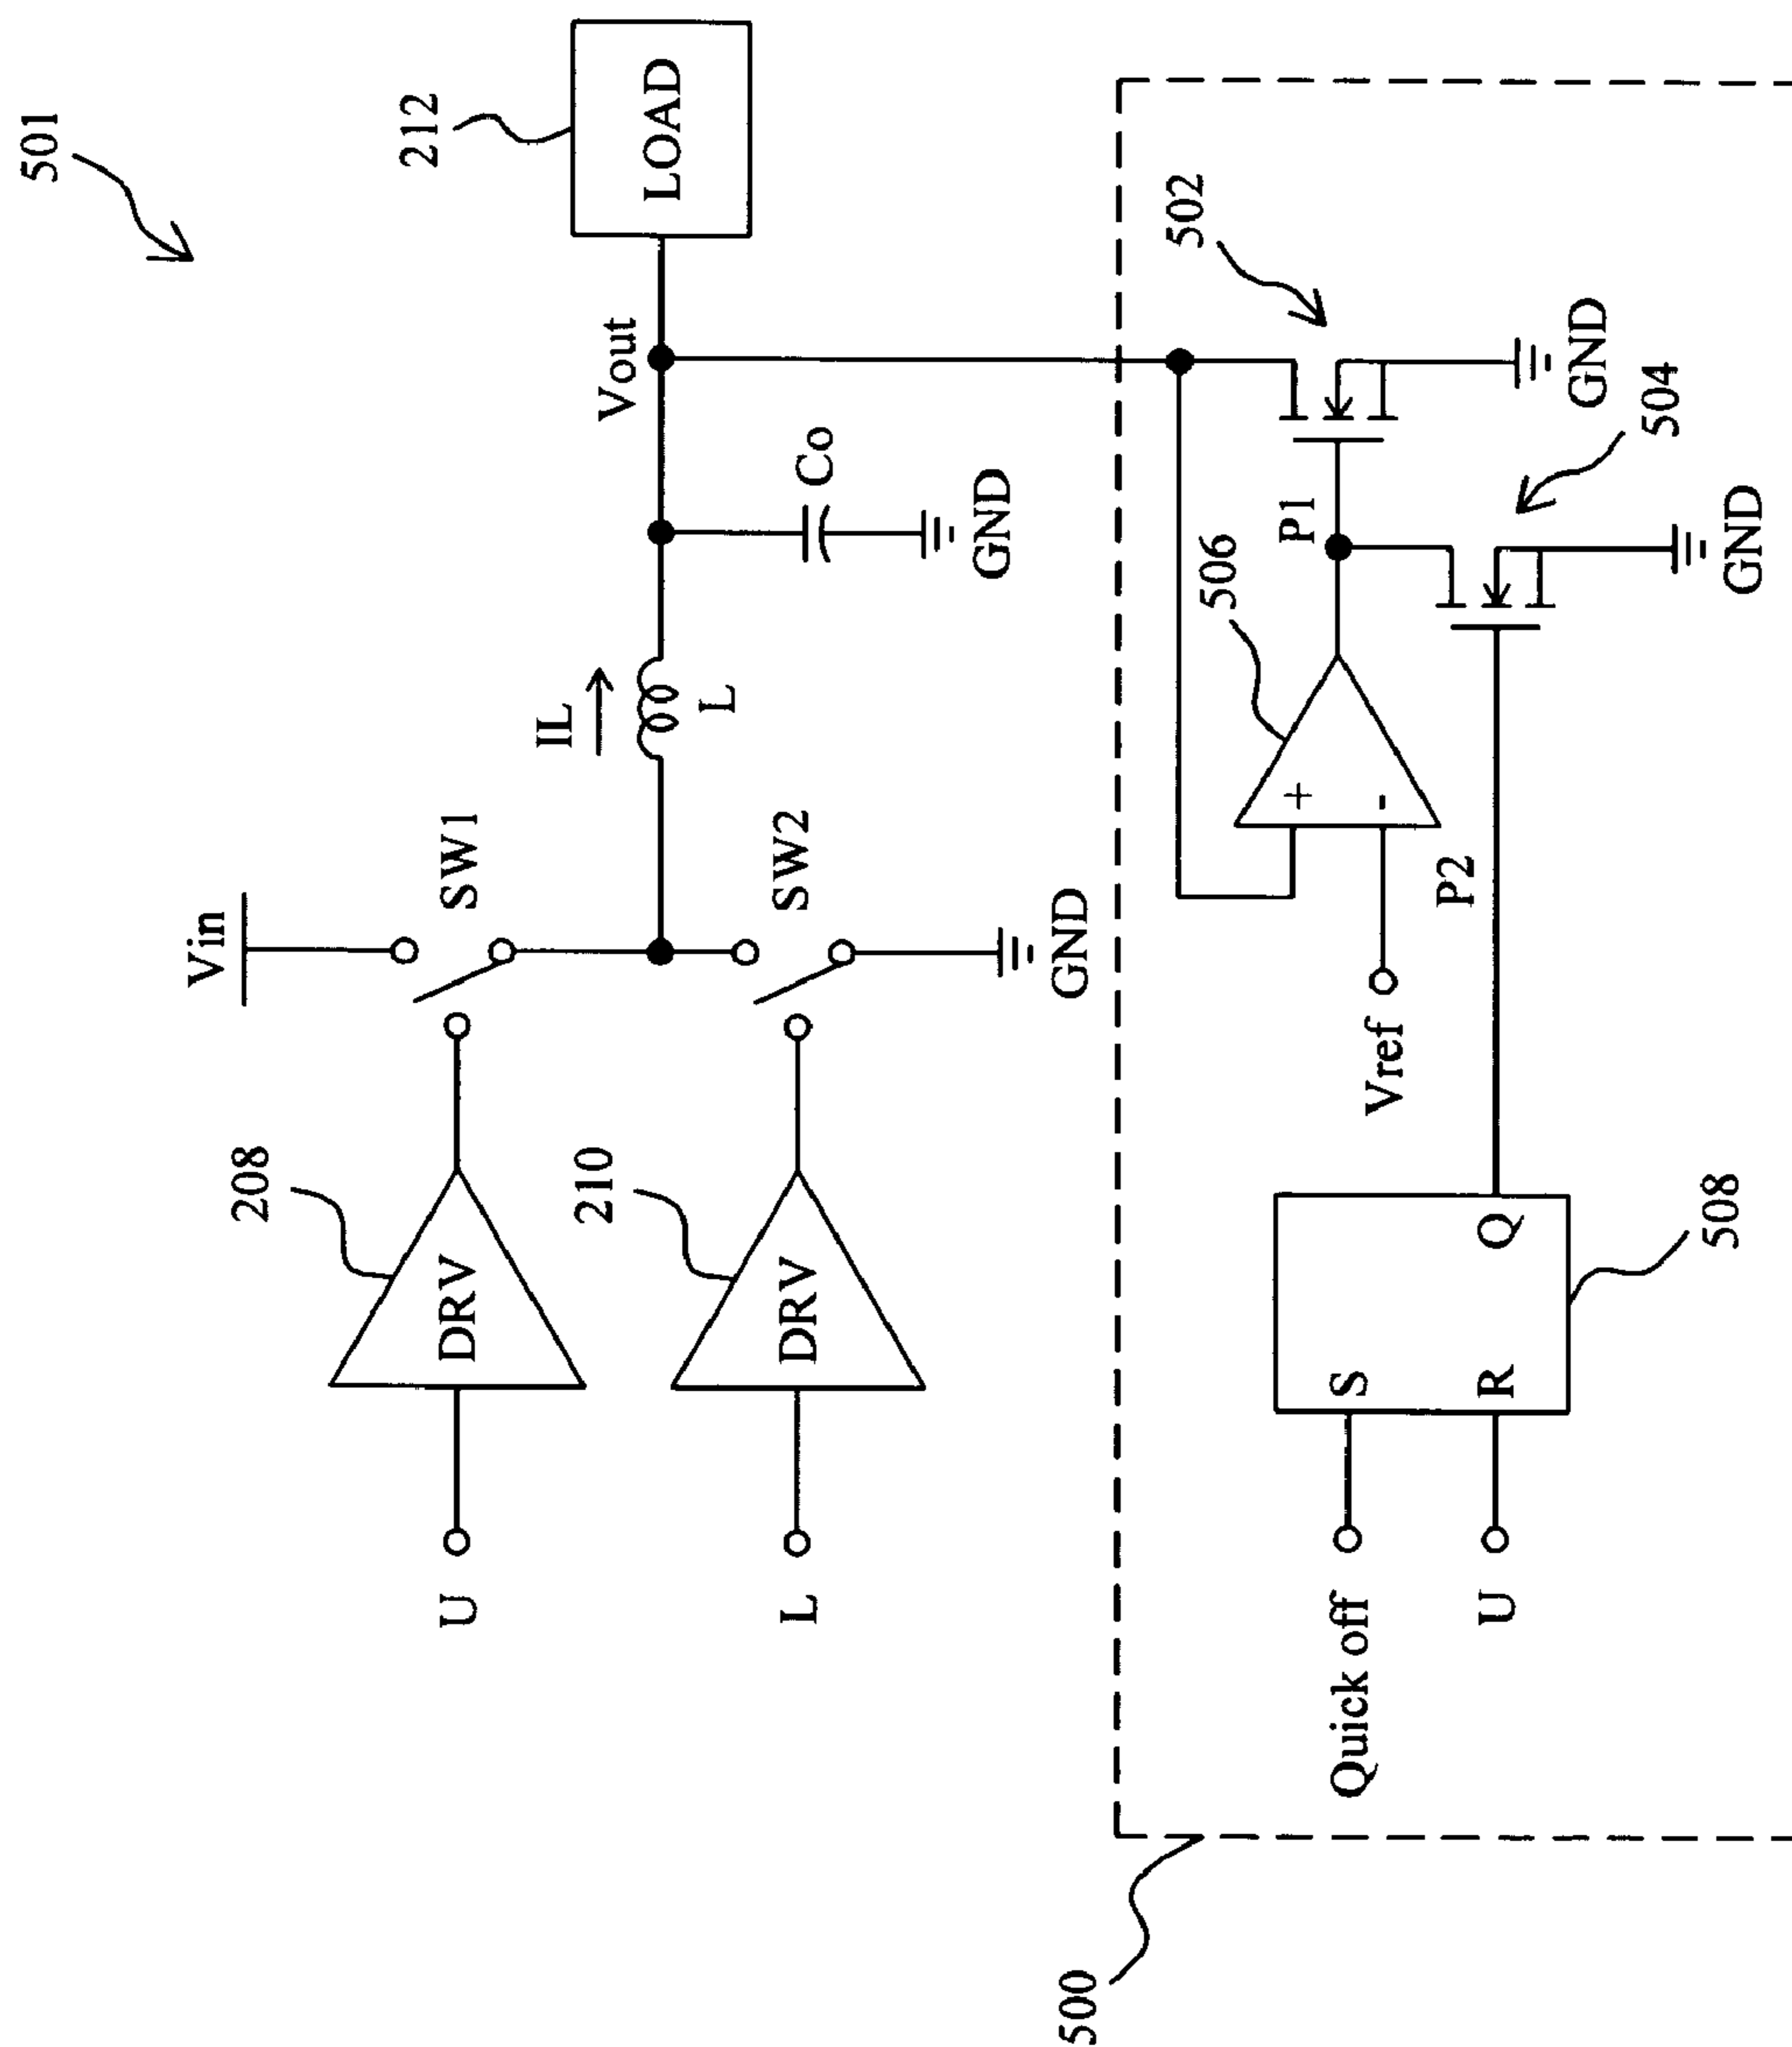 501
Vin
208
U
DRV
SW1
IL
212
LOAD
Vout
210
L
DRV
SW2
L
Co
GND
GND
500
502
506
P1
Quick off
S
Vref
+
-
GND
U
R
Q
P2
504
508
GND